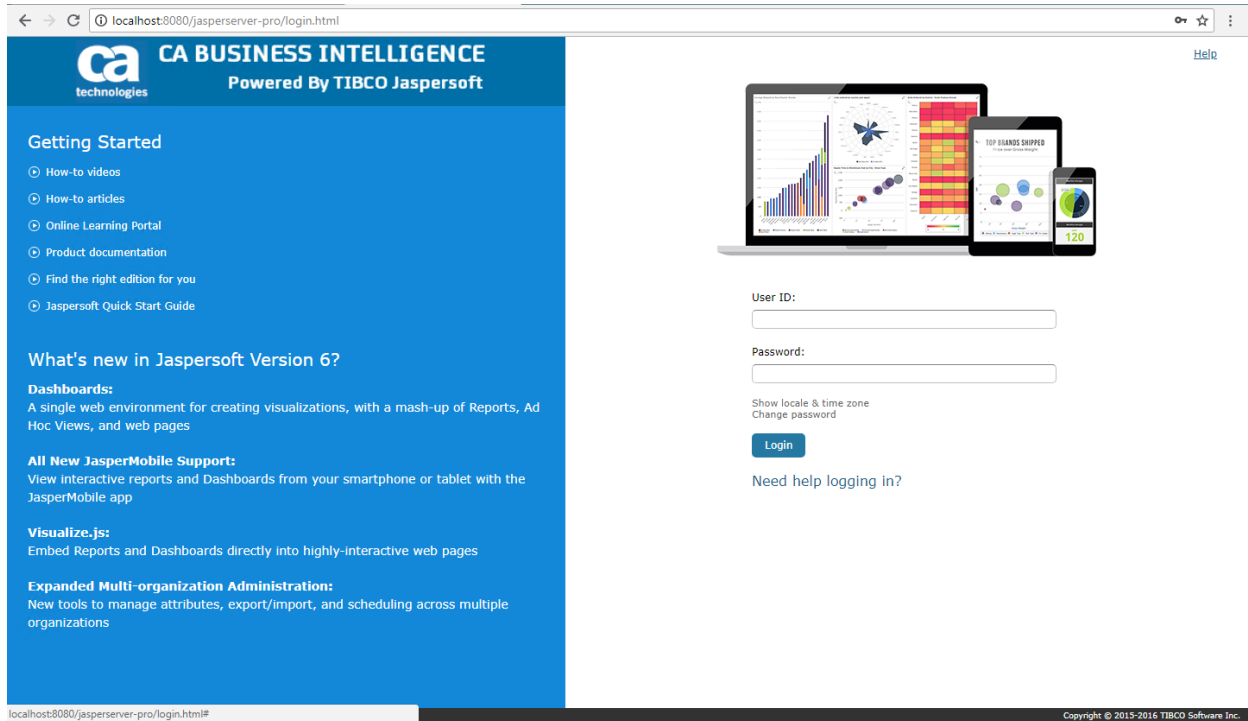 localhost:8080/jasperserver-pro/login.html
ca
technologies
CA BUSINESS INTELLIGENCE
Powered By TIBCO Jaspersoft
Help
Getting Started
How-to videos
How-to articles
Online Learning Portal
Product documentation
Find the right edition for you
Jaspersoft Quick Start Guide
What's new in Jaspersoft Version 6?
Dashboards:
A single web environment for creating visualizations, with a mash-up of Reports, Ad
Hoc Views, and web pages
All New JasperMobile Support:
View interactive reports and Dashboards from your smartphone or tablet with the
JasperMobile app
Visualize.js:
Embed Reports and Dashboards directly into highly-interactive web pages
Expanded Multi-organization Administration:
New tools to manage attributes, export/import, and scheduling across multiple
organizations
TOP BRANDS SHIPPED
120
User ID:
Password:
Show locale & time zone
Change password
Login
Need help logging in?
localhost:8080/jasperserver-pro/login.html#
Copyright © 2015-2016 TIBCO Software Inc.